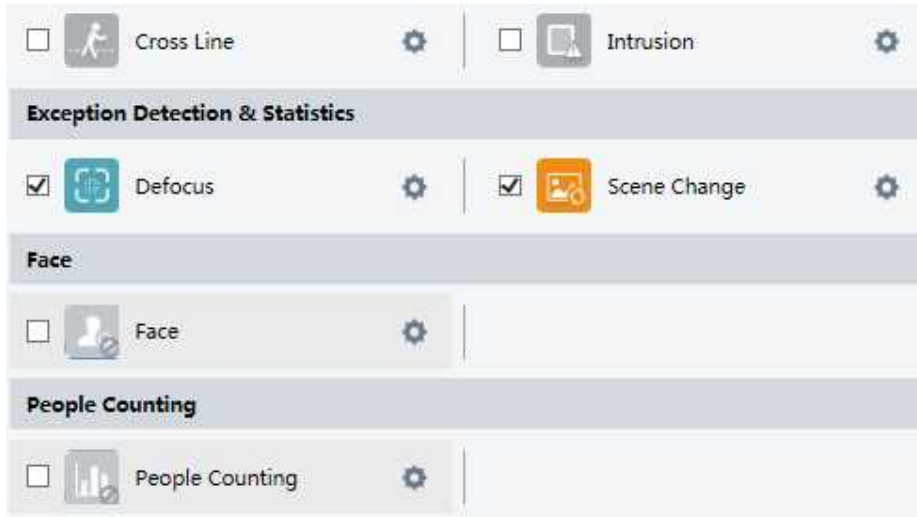 Cross Line
Intrusion
Exception Detection & Statistics
Defocus
Scene Change
Face
Face
People Counting
People Counting